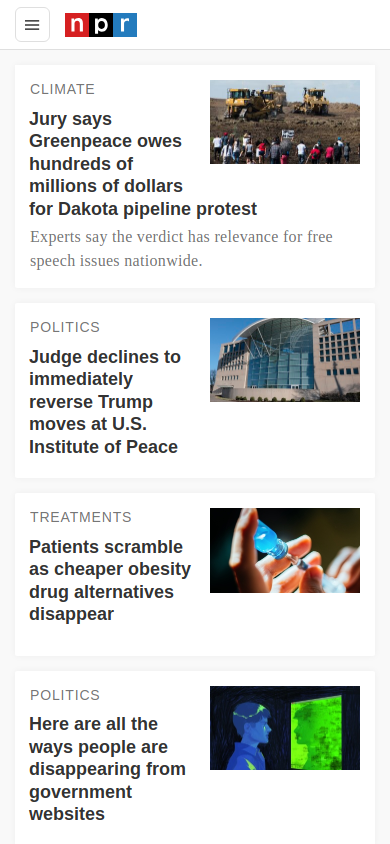 npr
CLIMATE
Jury says
Greenpeace owes
hundreds of
millions of dollars
for Dakota pipeline protest
Experts say the verdict has relevance for free
speech issues nationwide.
POLITICS
Judge declines to
immediately
reverse Trump
moves at U.S.
Institute of Peace
TREATMENTS
Patients scramble
as cheaper obesity
drug alternatives
disappear
POLITICS
Here are all the
ways people are
disappearing from
government
websites